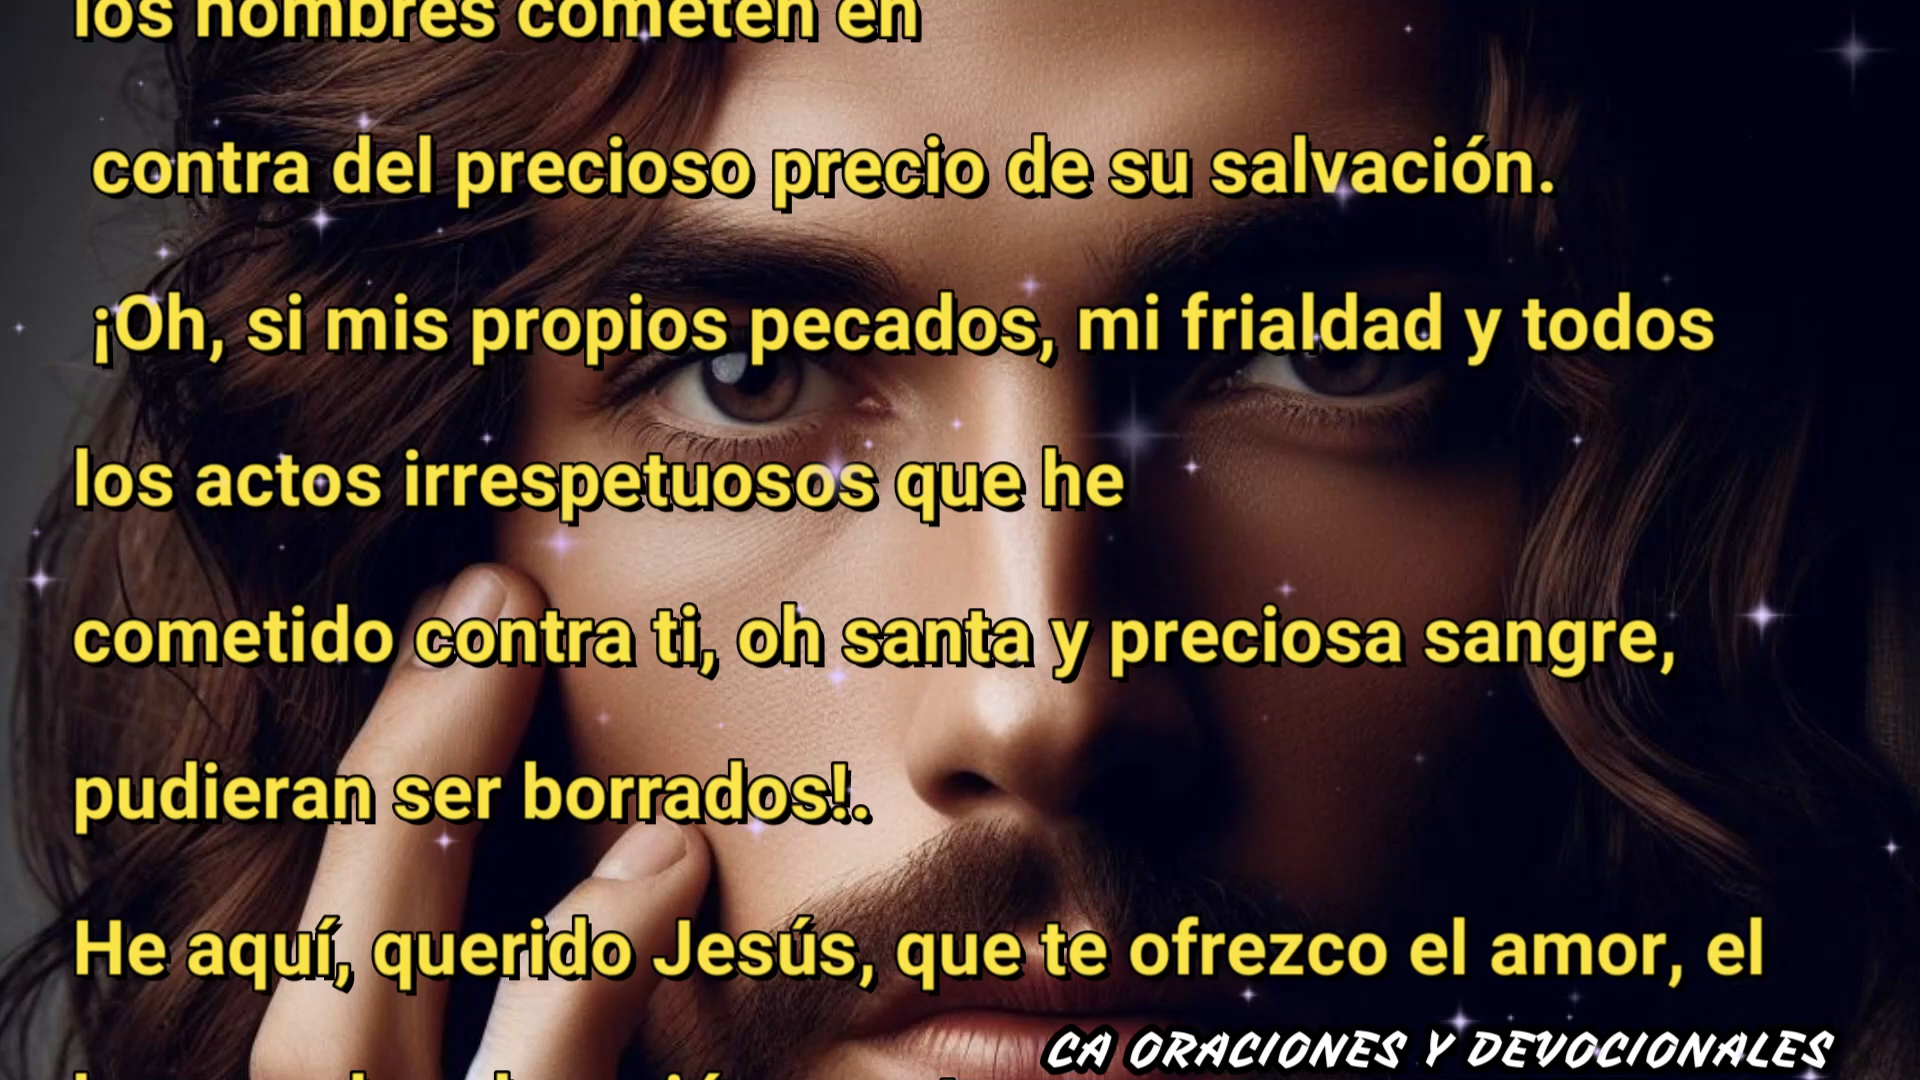 los hombres cometen en
contra del precioso precio de su salvación.
¡Oh, si mis propios pecados, mi frialdad y todos
los actos irrespetuosos que he
cometido contra ti, oh santa y preciosa sangre,
pudieran ser borrados!.
He aquí, querido Jesús, que te ofrezco el amor, el
CA ORACIONES Y DEVOCIONALES